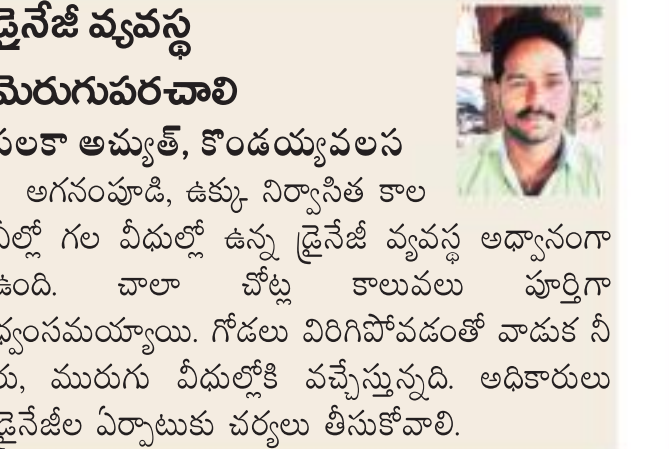 డ్రైనేజీ వ్యవస్థ
మెరుగుపరచాలి
పలకా అచ్యుత్, కొండయ్యవలస
అగనంపూడి, ఉక్కు నిర్వాసిత కాల
నీల్లో గల వీధుల్లో ఉన్న డ్రైనేజీ వ్యవస్థ అధ్వానంగా
ఉంది. చాలా చోట్ల కాలువలు పూర్తిగా
ధ్వంసమయ్యాయి. గోడలు విరిగిపోవడంతో వాడుక నీ
రు, మురుగు వీధుల్లోకి వచ్చేస్తున్నది. అధికారులు
డ్రైనేజీల ఏర్పాటుకు చర్యలు తీసుకోవాలి.